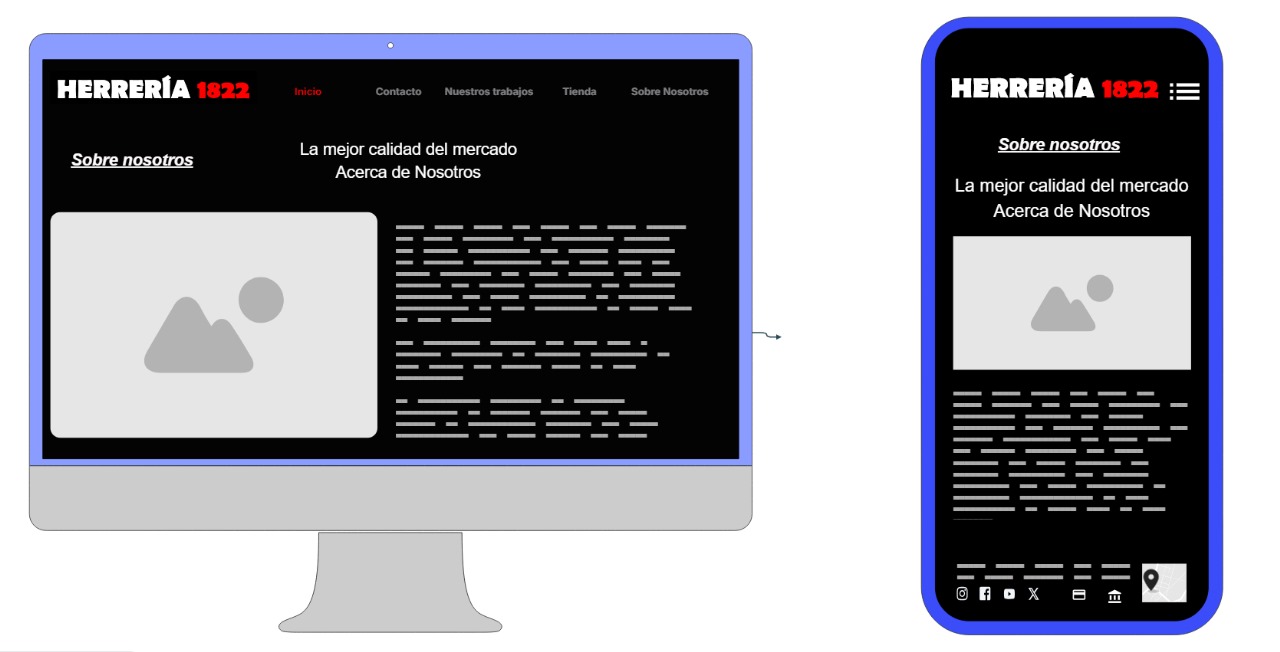 HERRERÍA 1822
Inicio Contacto Nuestros trabajos Tienda Sobre Nosotros
Sobre nosotros
La mejor calidad del mercado
Acerca de Nosotros
HERRERÍA 1822
Sobre nosotros
La mejor calidad del mercado
Acerca de Nosotros